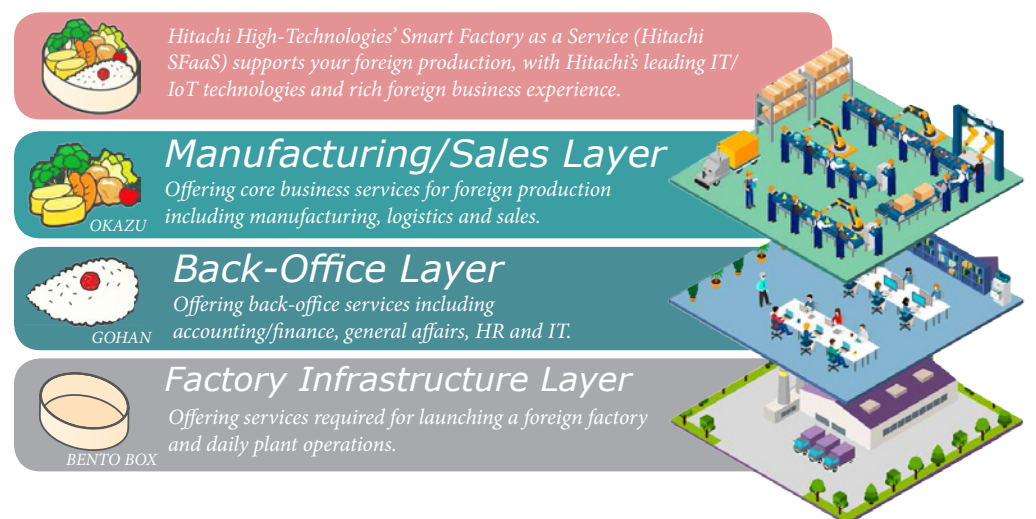 Hitachi High-Technologies' Smart Factory as a Service (Hitachi
SFaaS) supports your foreign production, with Hitachi's leading IT/
IoT technologies and rich foreign business experience.
Manufacturing/Sales Layer
Offering core business services for foreign production
including manufacturing, logistics and sales.
OKAZU
Back-Office Layer
Offering back-office services including
accounting/finance, general affairs, HR and IT.
GOHAN
Factory Infrastructure Layer
Offering services required for launching a foreign factory
and daily plant operations.
BENTO BOX